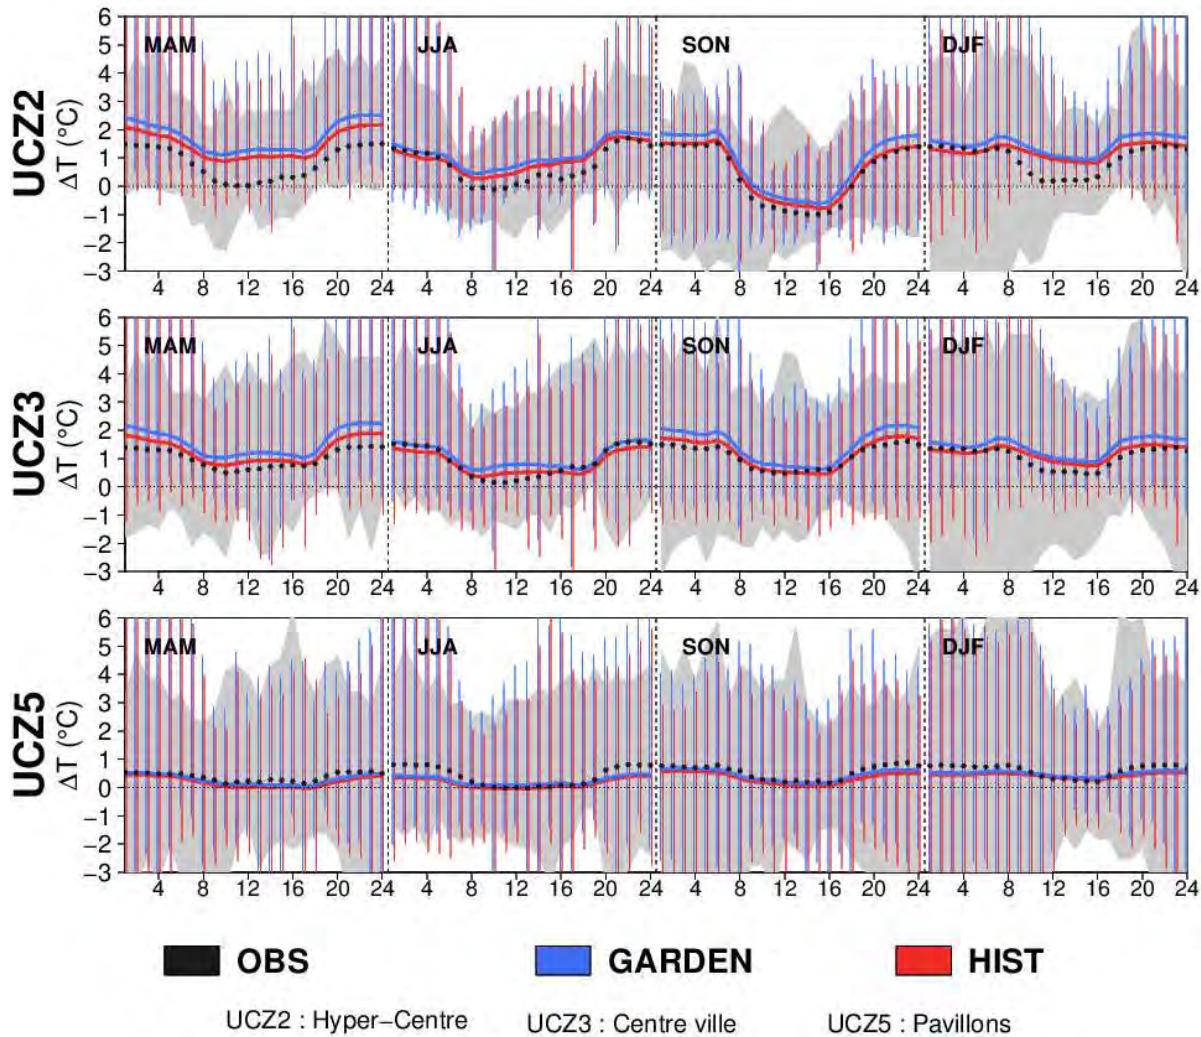 UCZ2
ΔT (°C)
6
5
4
3
2
1
0
−1
−2
−3
MAM
JJA
SON
DJF
4 8 12 16 20 24 4 8 12 16 20 24 4 8 12 16 20 24 4 8 12 16 20 24
UCZ3
ΔT (°C)
6
5
4
3
2
1
0
−1
−2
−3
MAM
JJA
SON
DJF
4 8 12 16 20 24 4 8 12 16 20 24 4 8 12 16 20 24 4 8 12 16 20 24
UCZ5
ΔT (°C)
6
5
4
3
2
1
0
−1
−2
−3
MAM
JJA
SON
DJF
4 8 12 16 20 24 4 8 12 16 20 24 4 8 12 16 20 24 4 8 12 16 20 24
OBS GARDEN HIST
UCZ2 : Hyper−Centre UCZ3 : Centre ville UCZ5 : Pavillons